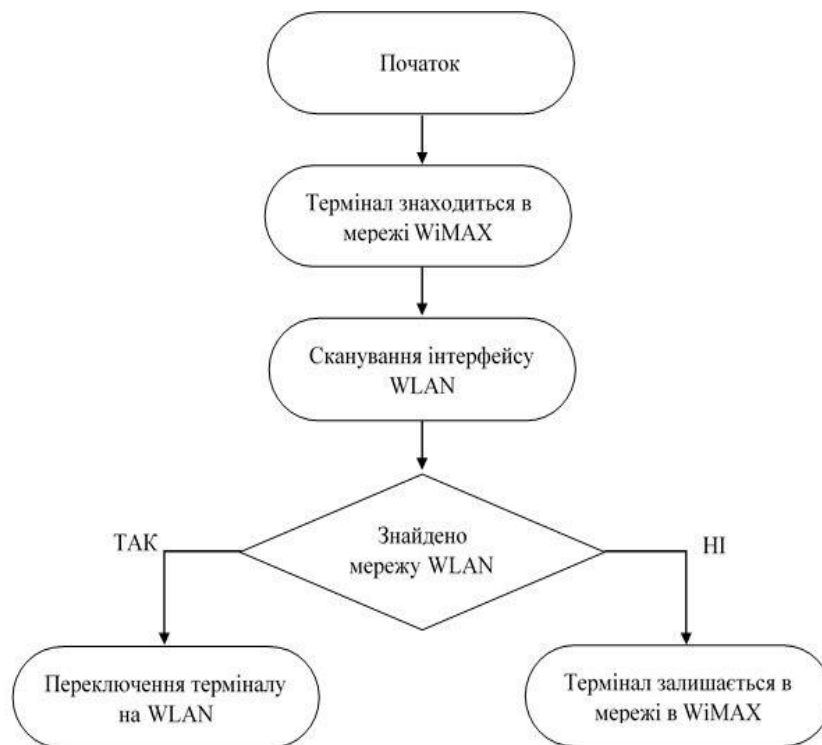 Початок
Термінал знаходиться в
мережі WiMAX
Сканування інтерфейсу
WLAN
Знайдено
мережу WLAN
ТАК
НІ
Переключення терміналу
на WLAN
Термінал залишається в
мережі в WiMAX